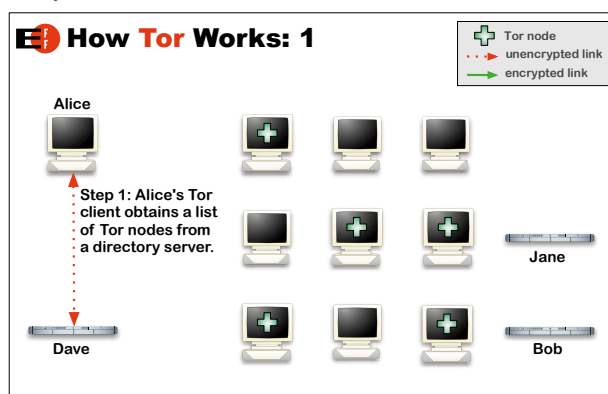 EFF How Tor Works: 1
Tor node
unencrypted link
encrypted link
Alice
Step 1: Alice's Tor
client obtains a list
of Tor nodes from
a directory server.
Jane
Dave
Bob